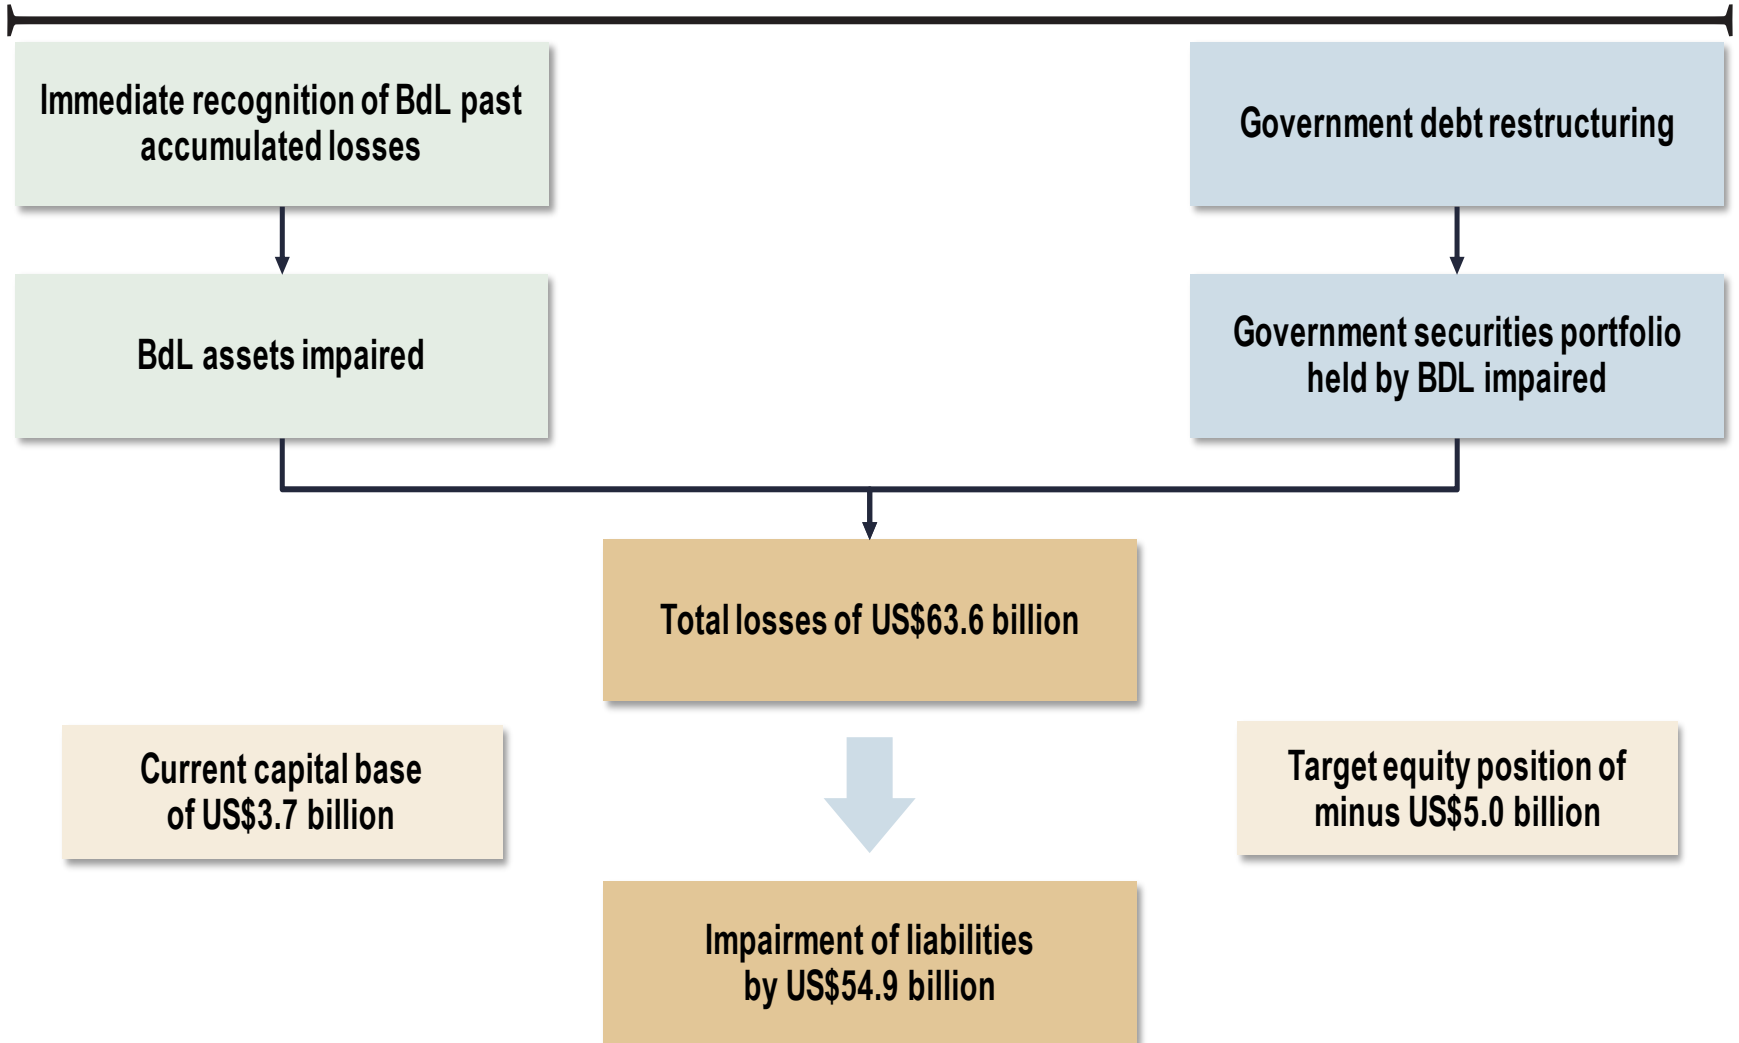 Immediate recognition of BdL past
accumulated losses
Government debt restructuring
BdL assets impaired
Government securities portfolio
held by BDL impaired
Total losses of US$63.6 billion
Current capital base
of US$3.7 billion
Target equity position of
minus US$5.0 billion
Impairment of liabilities
by US$54.9 billion